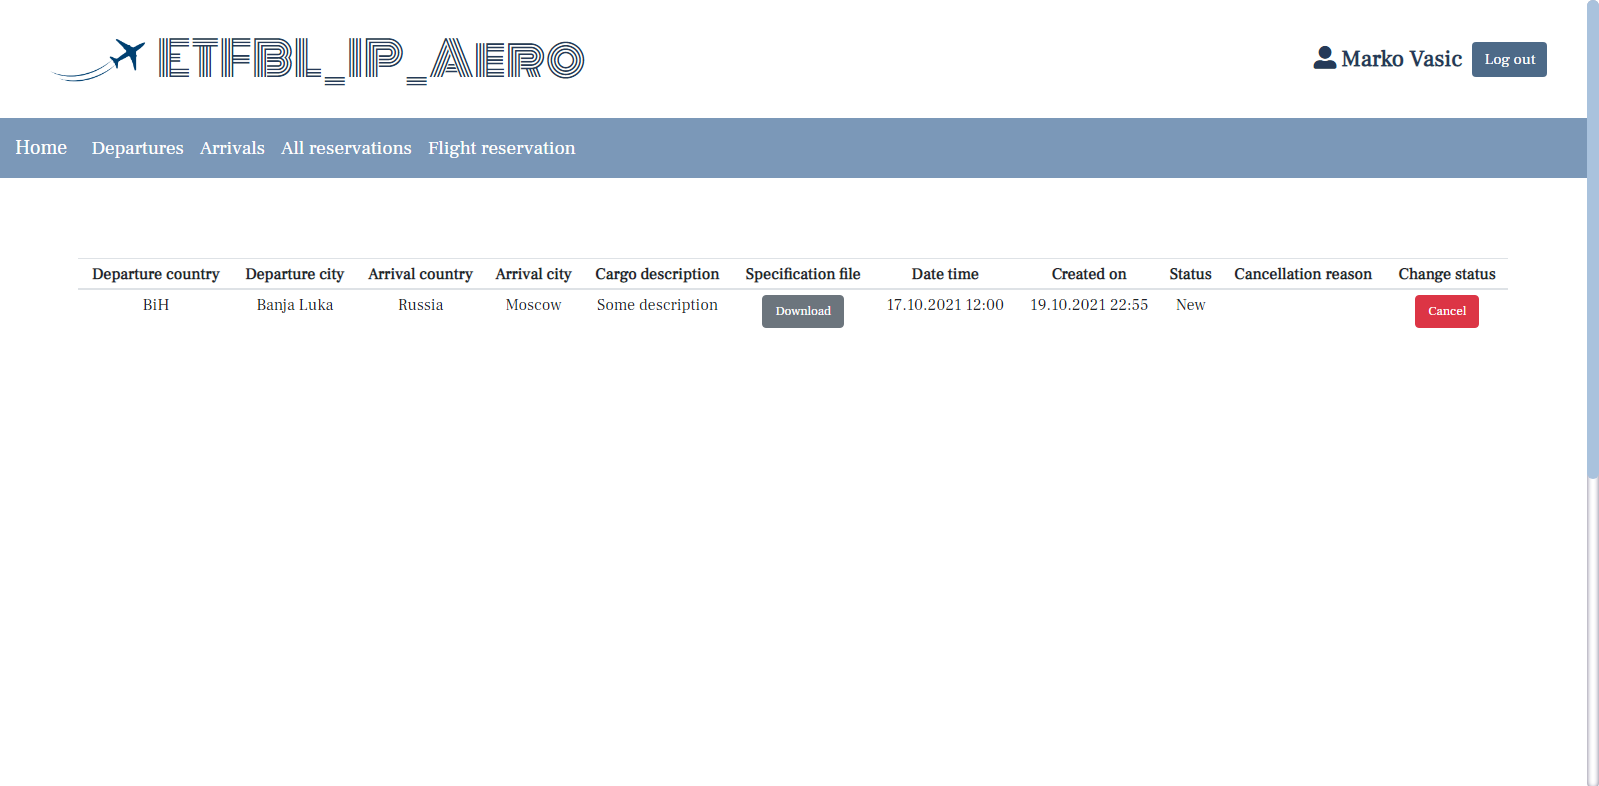 ETFBL_IP_Aero
Marko Vasic Log out
Home Departures Arrivals All reservations Flight reservation
Departure country Departure city Arrival country Arrival city Cargo description Specification file Date time Created on Status Cancellation reason Change status
BiH Banja Luka Russia Moscow Some description Download 17.10.2021 12:00 19.10.2021 22:55 New Cancel